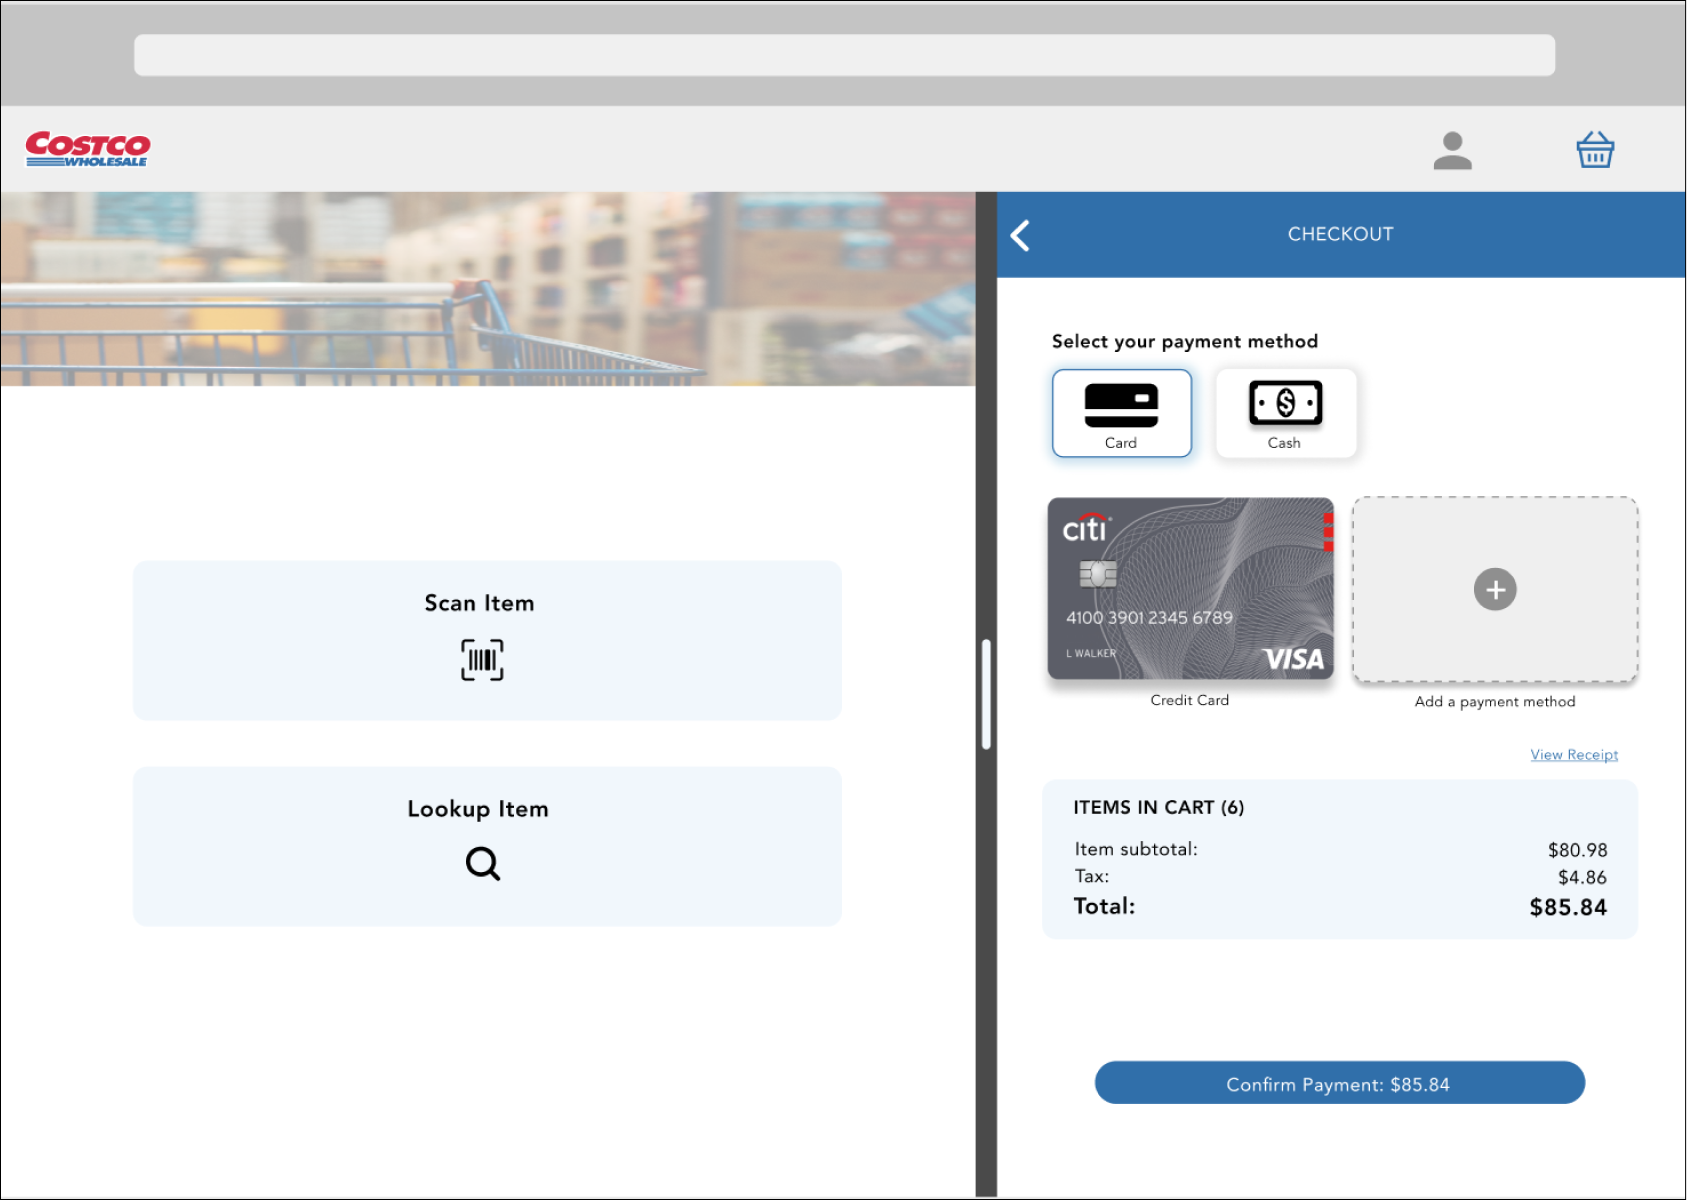 COSTCO
WHOLESALE
CHECKOUT
Select your payment method
Card
Cash
citi
4100 3901 2345 6789
L WALKER
VISA
Credit Card
Add a payment method
View Receipt
Scan Item
Lookup Item
ITEMS IN CART (6)
Item subtotal: $80.98
Tax: $4.86
Total: $85.84
Confirm Payment: $85.84